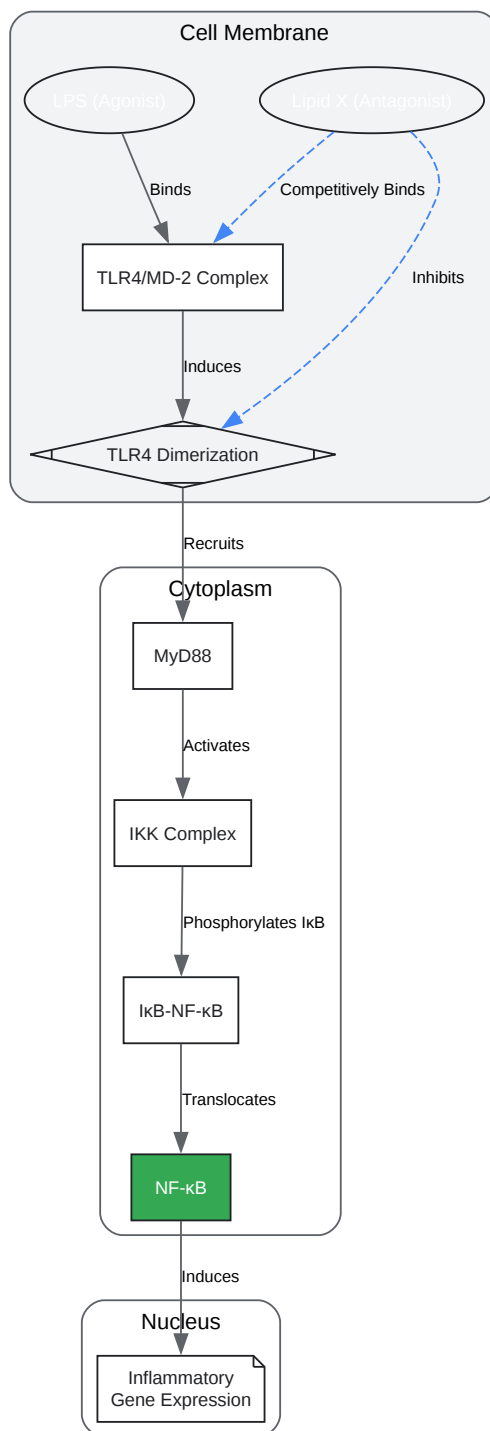 Cell Membrane
LPS (Agonist)
Lipid X (Antagonist)
Binds
Competitively Binds
TLR4/MD-2 Complex
Inhibits
Induces
TLR4 Dimerization
Recruits
Cytoplasm
MyD88
Activates
IKK Complex
Phosphorylates IκB
IκB-NF-κB
Translocates
NF-κB
Induces
Nucleus
Inflammatory
Gene Expression